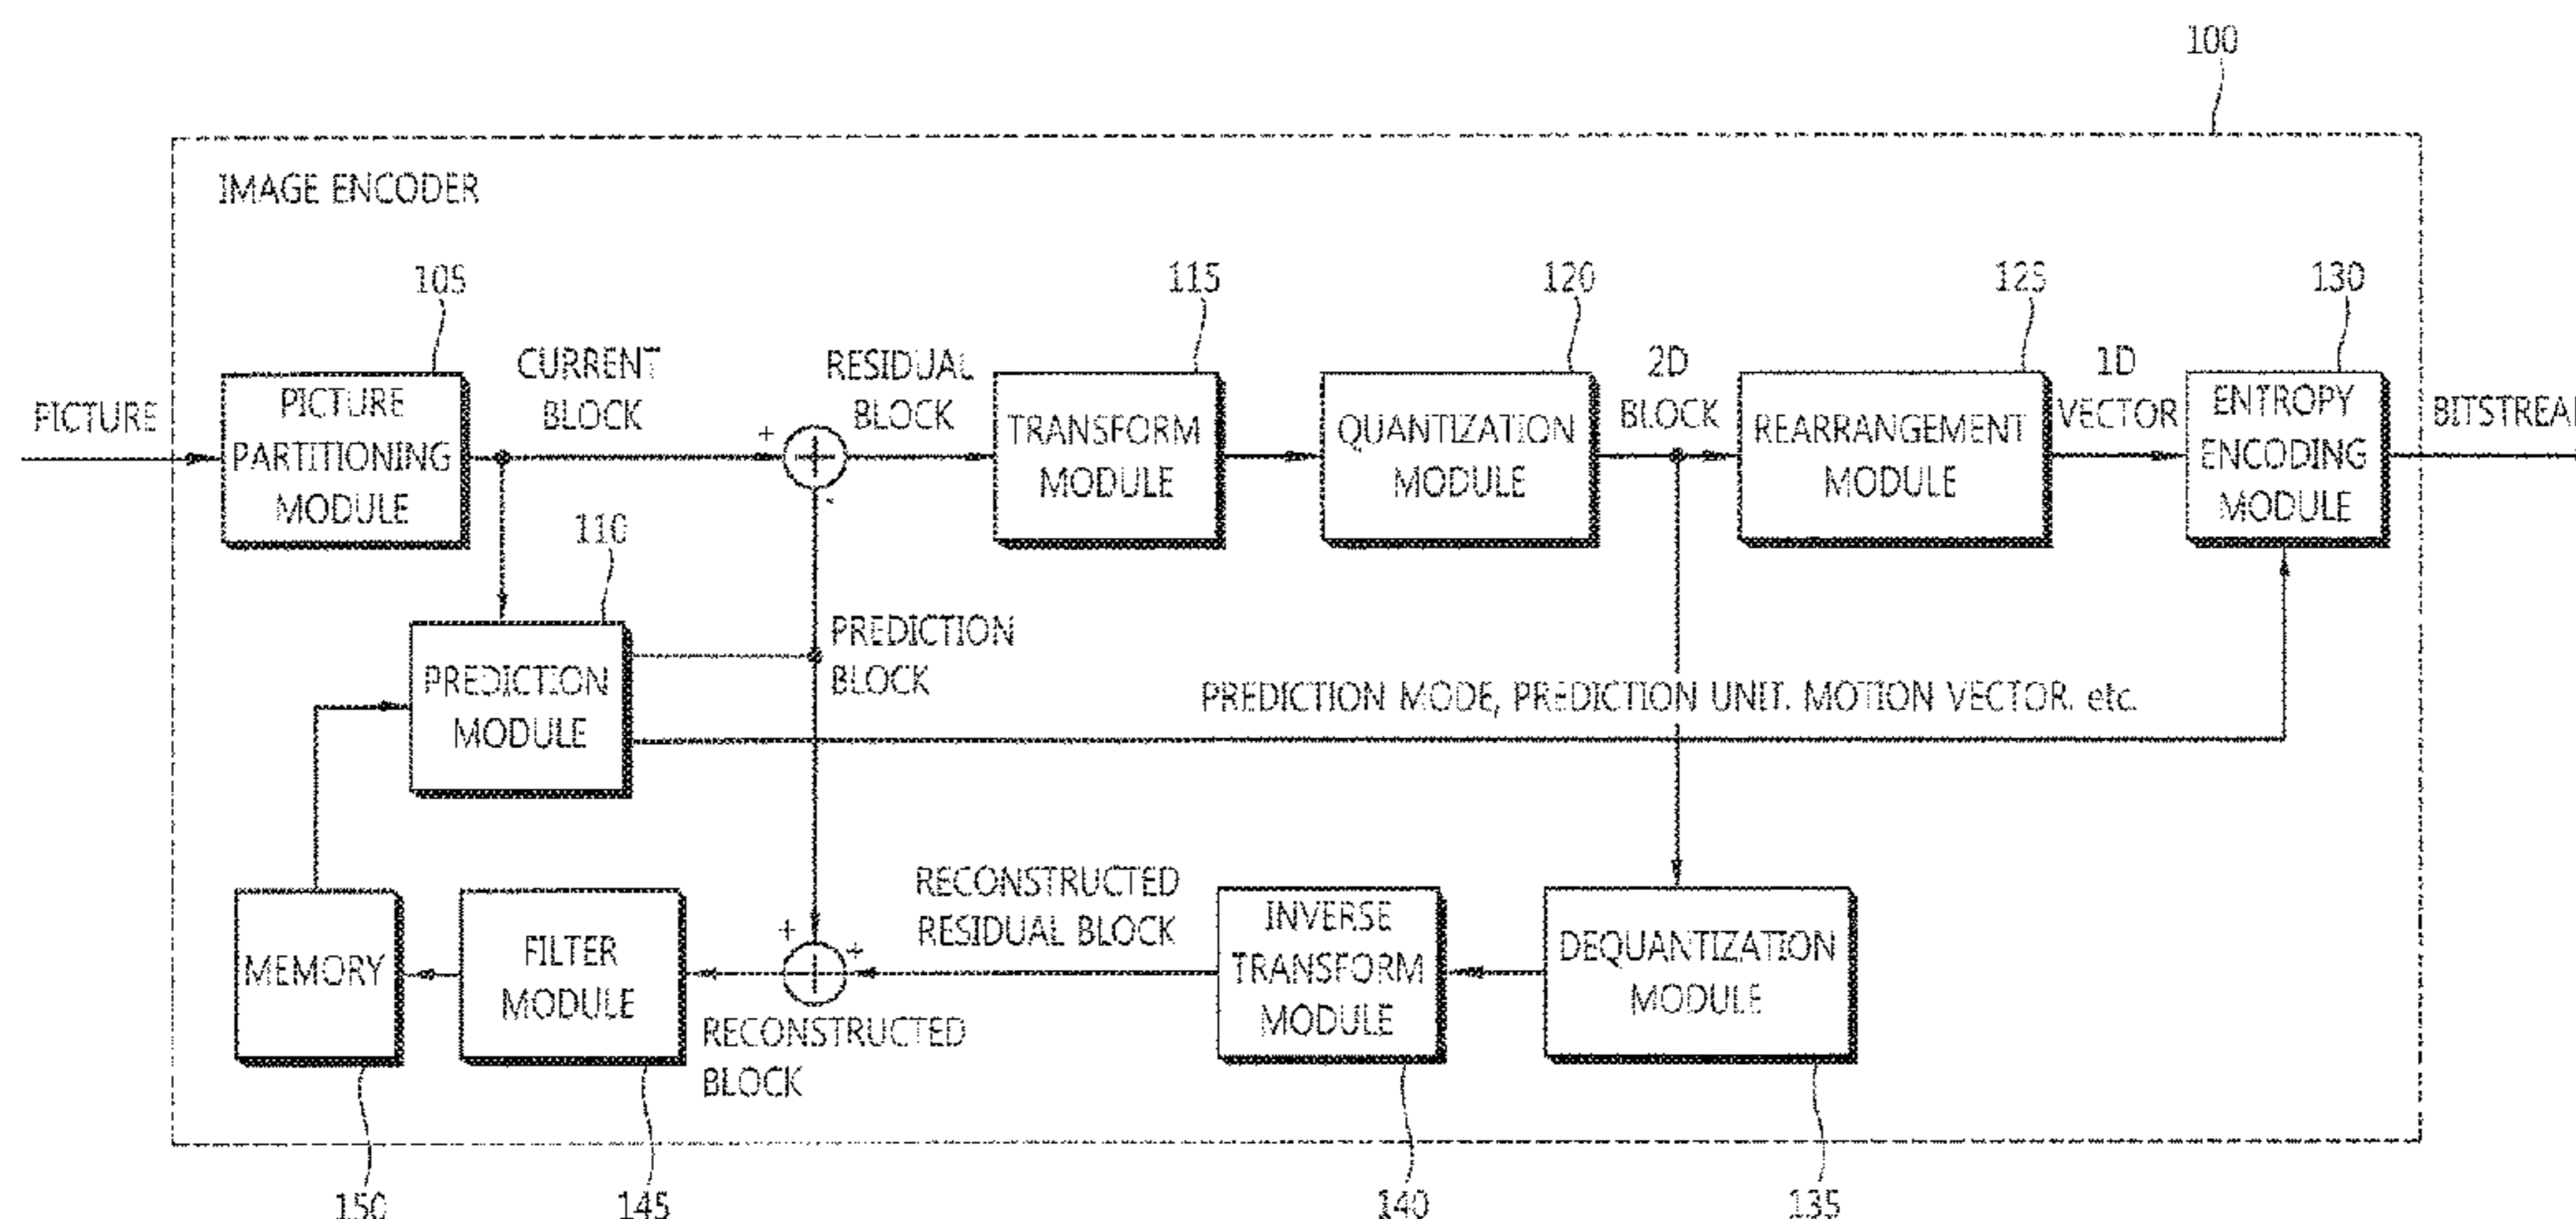 100
IMAGE ENCODER
105
115
120
125
130
PICTURE
PICTURE
PARTITIONING
MODULE
CURRENT
BLOCK
RESIDUAL
BLOCK
TRANSFORM
MODULE
QUANTIZATION
MODULE
2D
BLOCK
REARRANGEMENT
MODULE
1D
VECTOR
ENTROPY
ENCODING
MODULE
BITSTREA
+
-
110
PREDICTION
MODULE
PREDICTION
BLOCK
PREDICTION MODE, PREDICTION UNIT. MOTION VECTOR. etc.
MEMORY
FILTER
MODULE
+
+
RECONSTRUCTED
BLOCK
RECONSTRUCTED
RESIDUAL BLOCK
INVERSE
TRANSFORM
MODULE
DEQUANTIZATION
MODULE
150
145
140
135